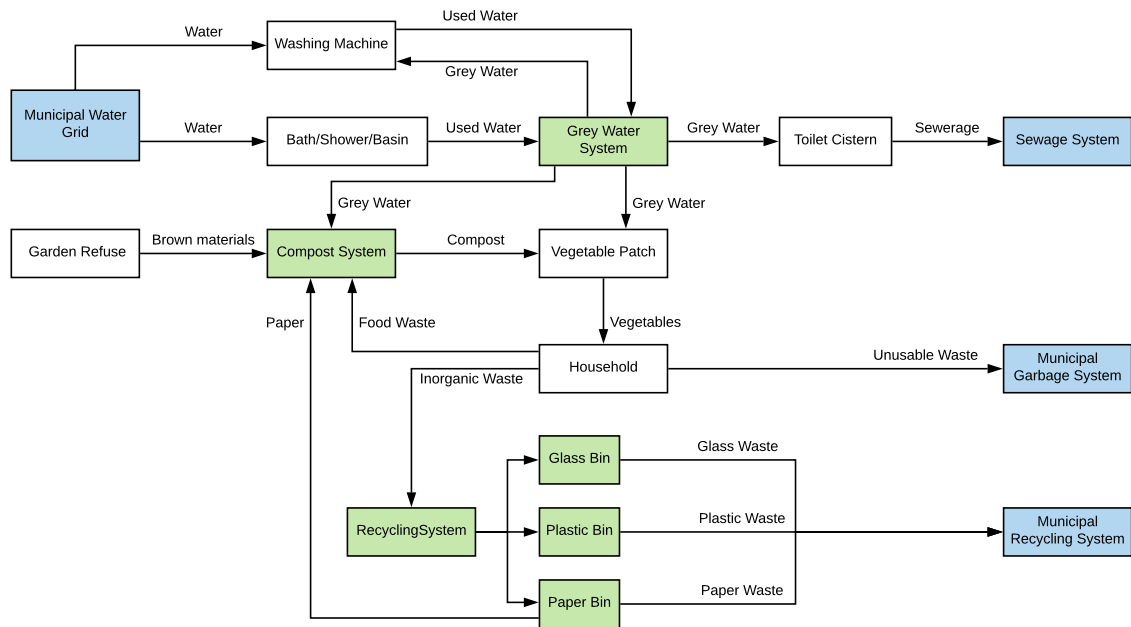 Used Water
Water
Washing Machine
Grey Water
Municipal Water
Grid
Water
Bath/Shower/Basin
Used Water
Grey Water
System
Grey Water
Toilet Cistern
Sewerage
Sewage System
Grey Water
Grey Water
Garden Refuse
Brown materials
Compost System
Compost
Vegetable Patch
Paper
Food Waste
Vegetables
Inorganic Waste
Household
Unusable Waste
Municipal
Garbage System
Glass Bin
Glass Waste
RecyclingSystem
Plastic Bin
Plastic Waste
Municipal
Recycling System
Paper Bin
Paper Waste